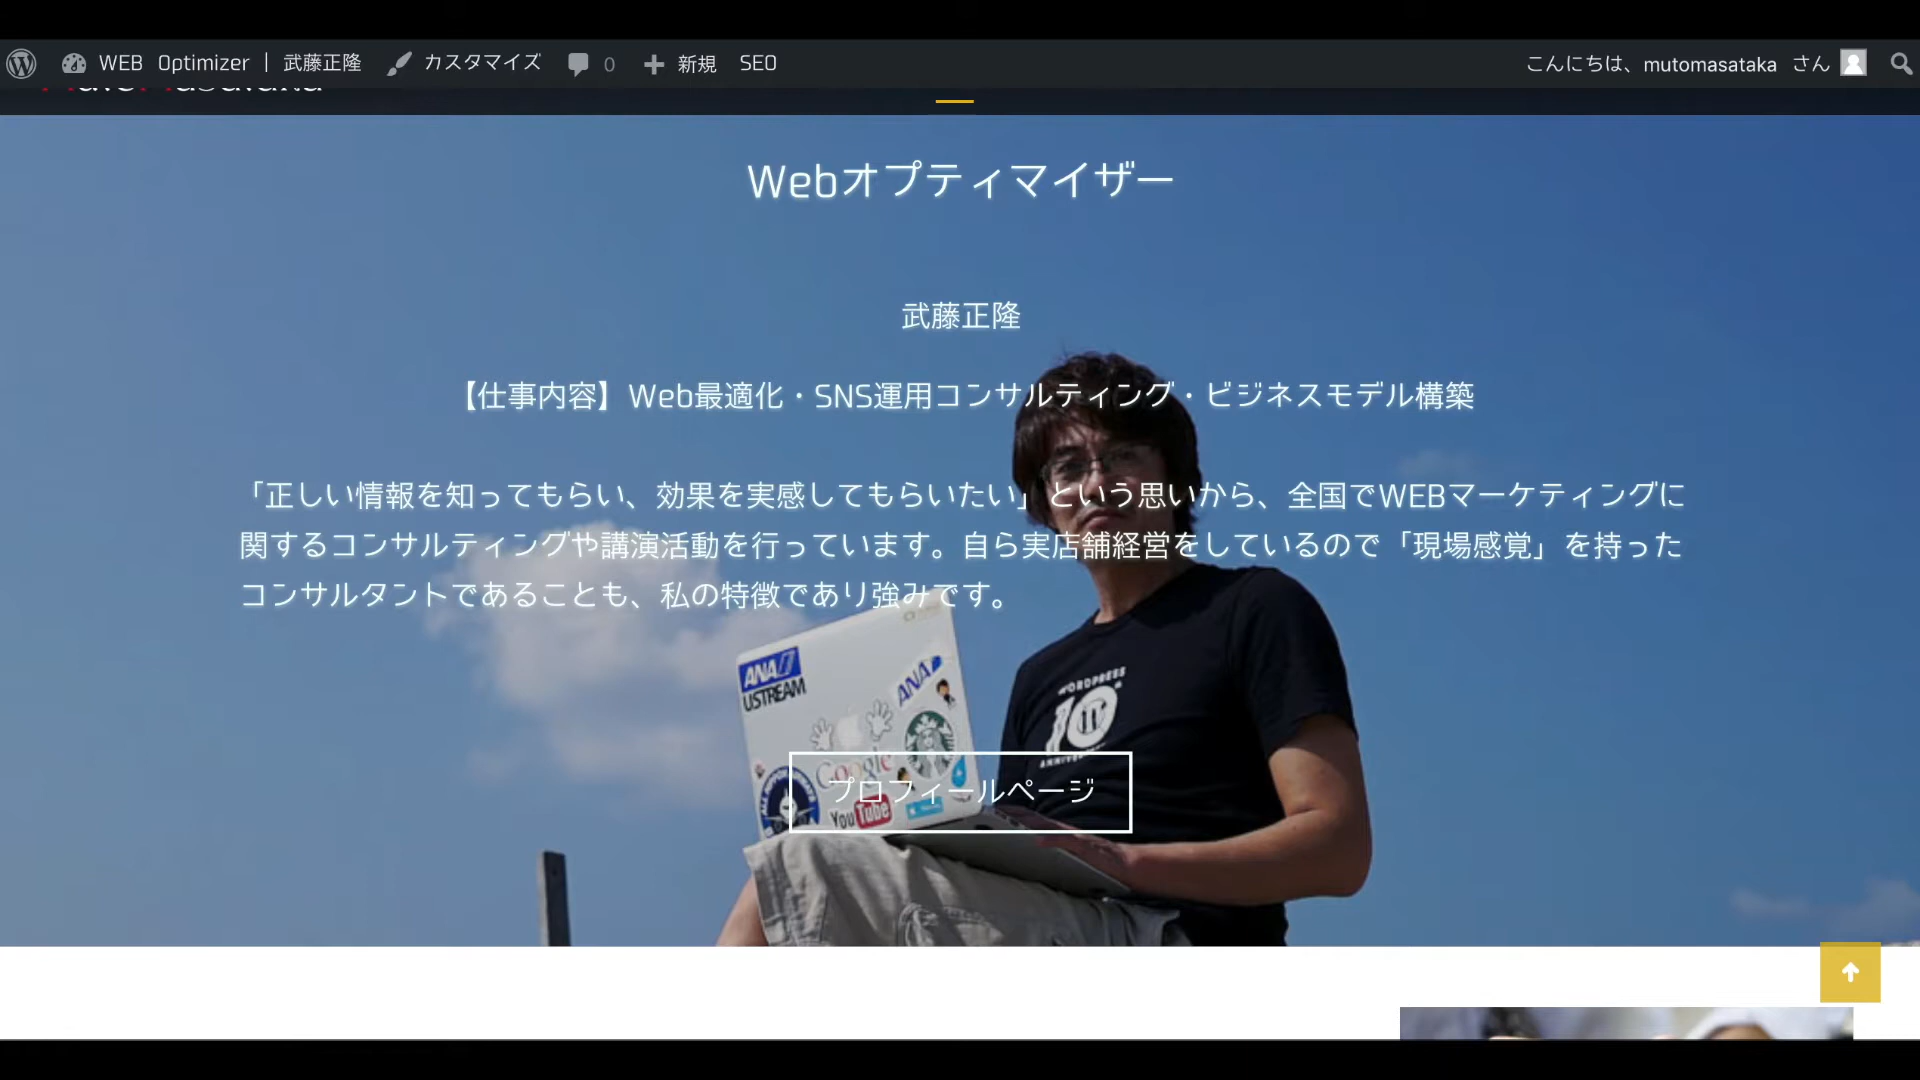 WEB Optimizer | 武藤正隆 カスタマイズ 0 新規 SEO こんにちは、mutomasataka さん
Webオプティマイザー
武藤正隆
【仕事内容】Web最適化・SNS運用コンサルティング・ビジネスモデル構築
「正しい情報を知ってもらい、効果を実感してもらいたい」という思いから、全国でWEBマーケティングに
関するコンサルティングや講演活動を行っています。自ら実店舗経営をしているので「現場感覚」を持った
コンサルタントであることも、私の特徴であり強みです。
ANA
USTREAM
ANA
WORDPRESS
10
Google
プロフィールページ
YouTube